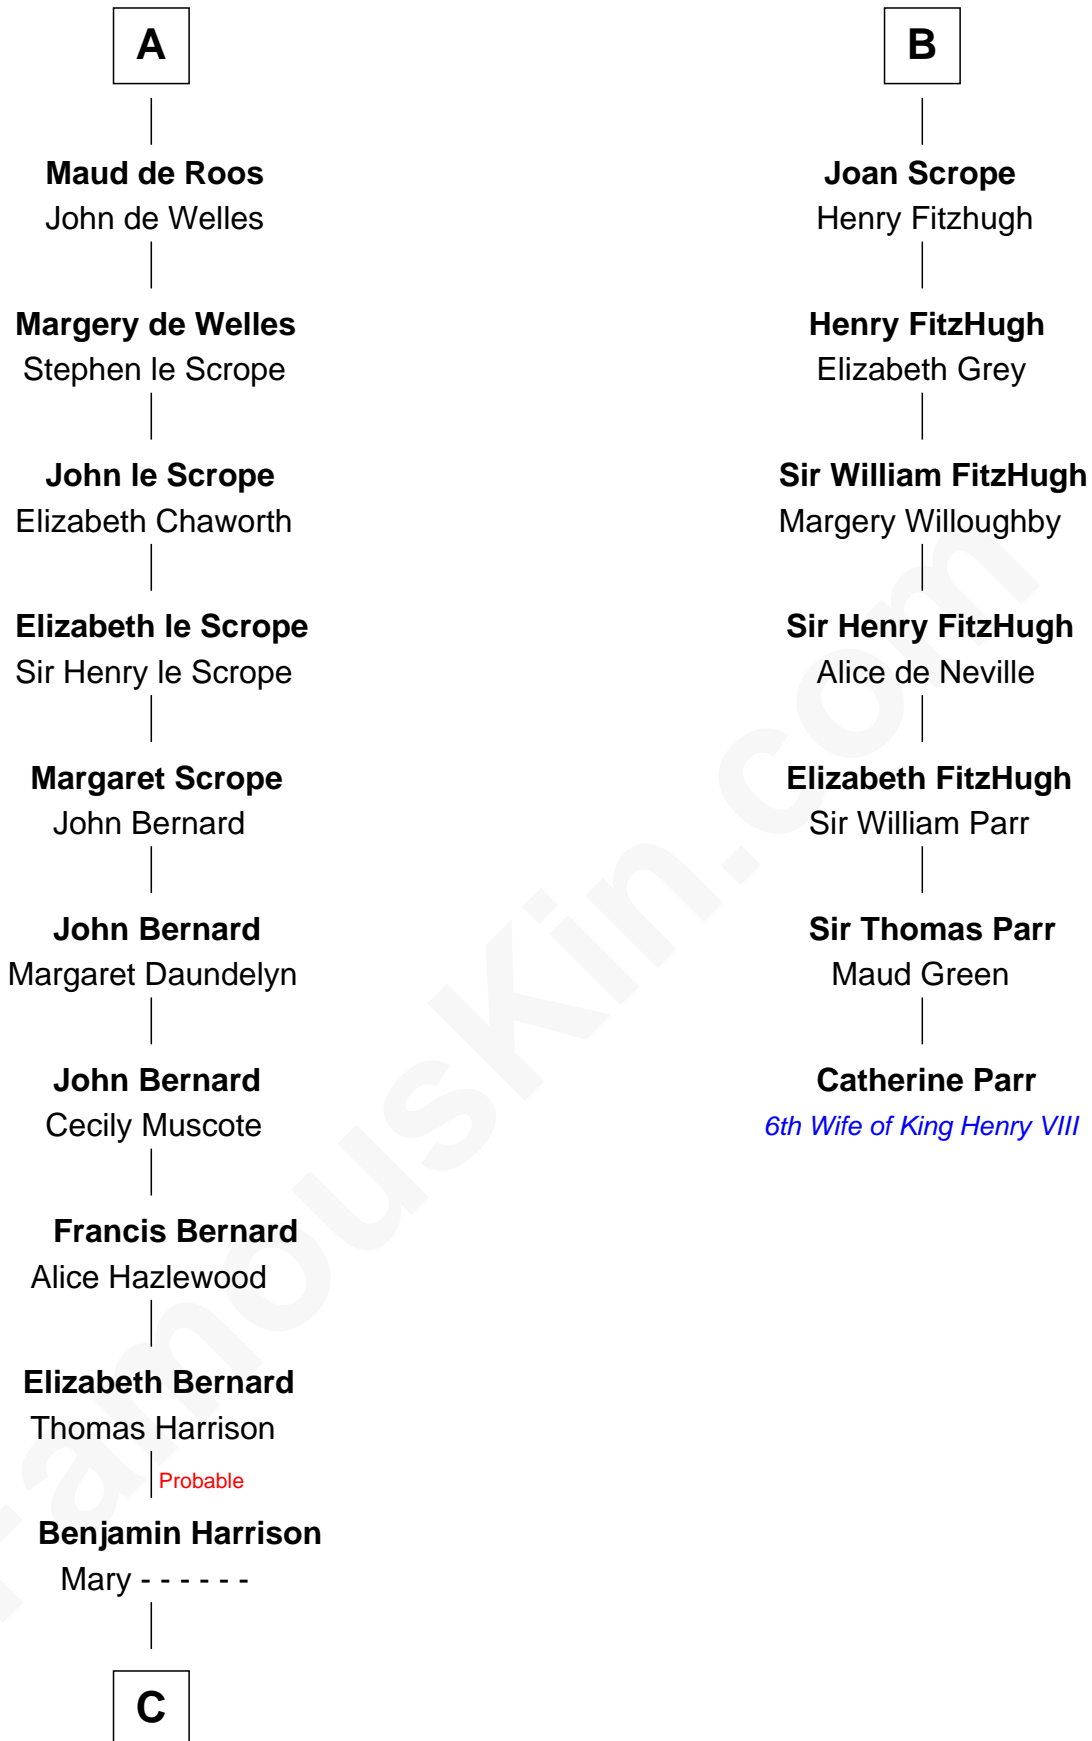 A
Maud de Roos
John de Welles
Margery de Welles
Stephen le Scrope
John le Scrope
Elizabeth Chaworth
Elizabeth le Scrope
Sir Henry le Scrope
Margaret Scrope
John Bernard
John Bernard
Margaret Daundelyn
John Bernard
Cecily Muscote
Francis Bernard
Alice Hazlewood
Elizabeth Bernard
Thomas Harrison
Probable
Benjamin Harrison
Mary - - - - - -
C
B
Joan Scrope
Henry Fitzhugh
Henry FitzHugh
Elizabeth Grey
Sir William FitzHugh
Margery Willoughby
Sir Henry FitzHugh
Alice de Neville
Elizabeth FitzHugh
Sir William Parr
Sir Thomas Parr
Maud Green
Catherine Parr
6th Wife of King Henry VIII
FamousKin.com